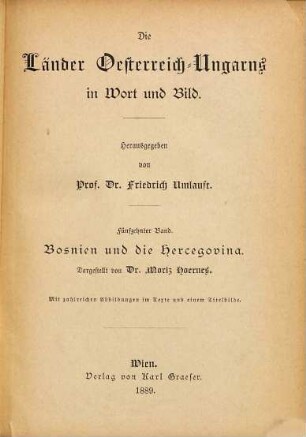 Die
Länder Oesterreich-Ungarns
in Wort und Bild.
Herausgegeben
von
Prof. Dr. Friedrich Umlauft.
Fünfzehnter Band.
Bosnien und die Hercegovina.
Dargestellt von Dr. Moriz Hoernes.
Mit zahlreichen Abbildungen im Texte und einem Titelbilde.
Wien.
Verlag von Karl Graeser.
1889.